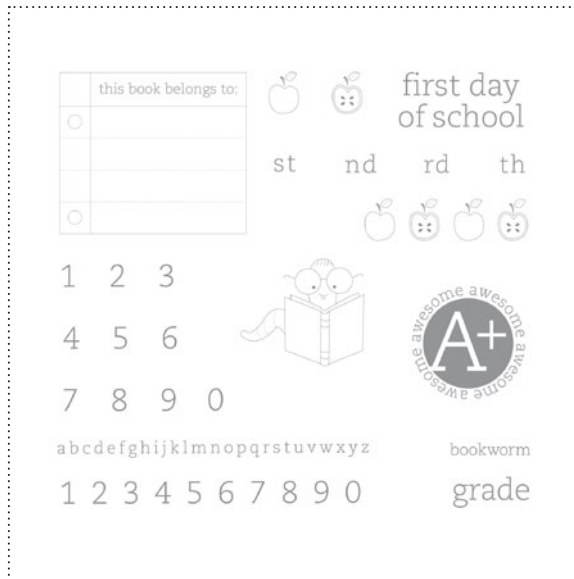 this book belongs to:
first day
of school
st nd rd th
1 2 3
4 5 6
7 8 9 0
awesome awesome awesome awesome awesome
A+
abcdefghijklmnopqrstuvwxyz
bookworm
1 2 3 4 5 6 7 8 9 0
grade